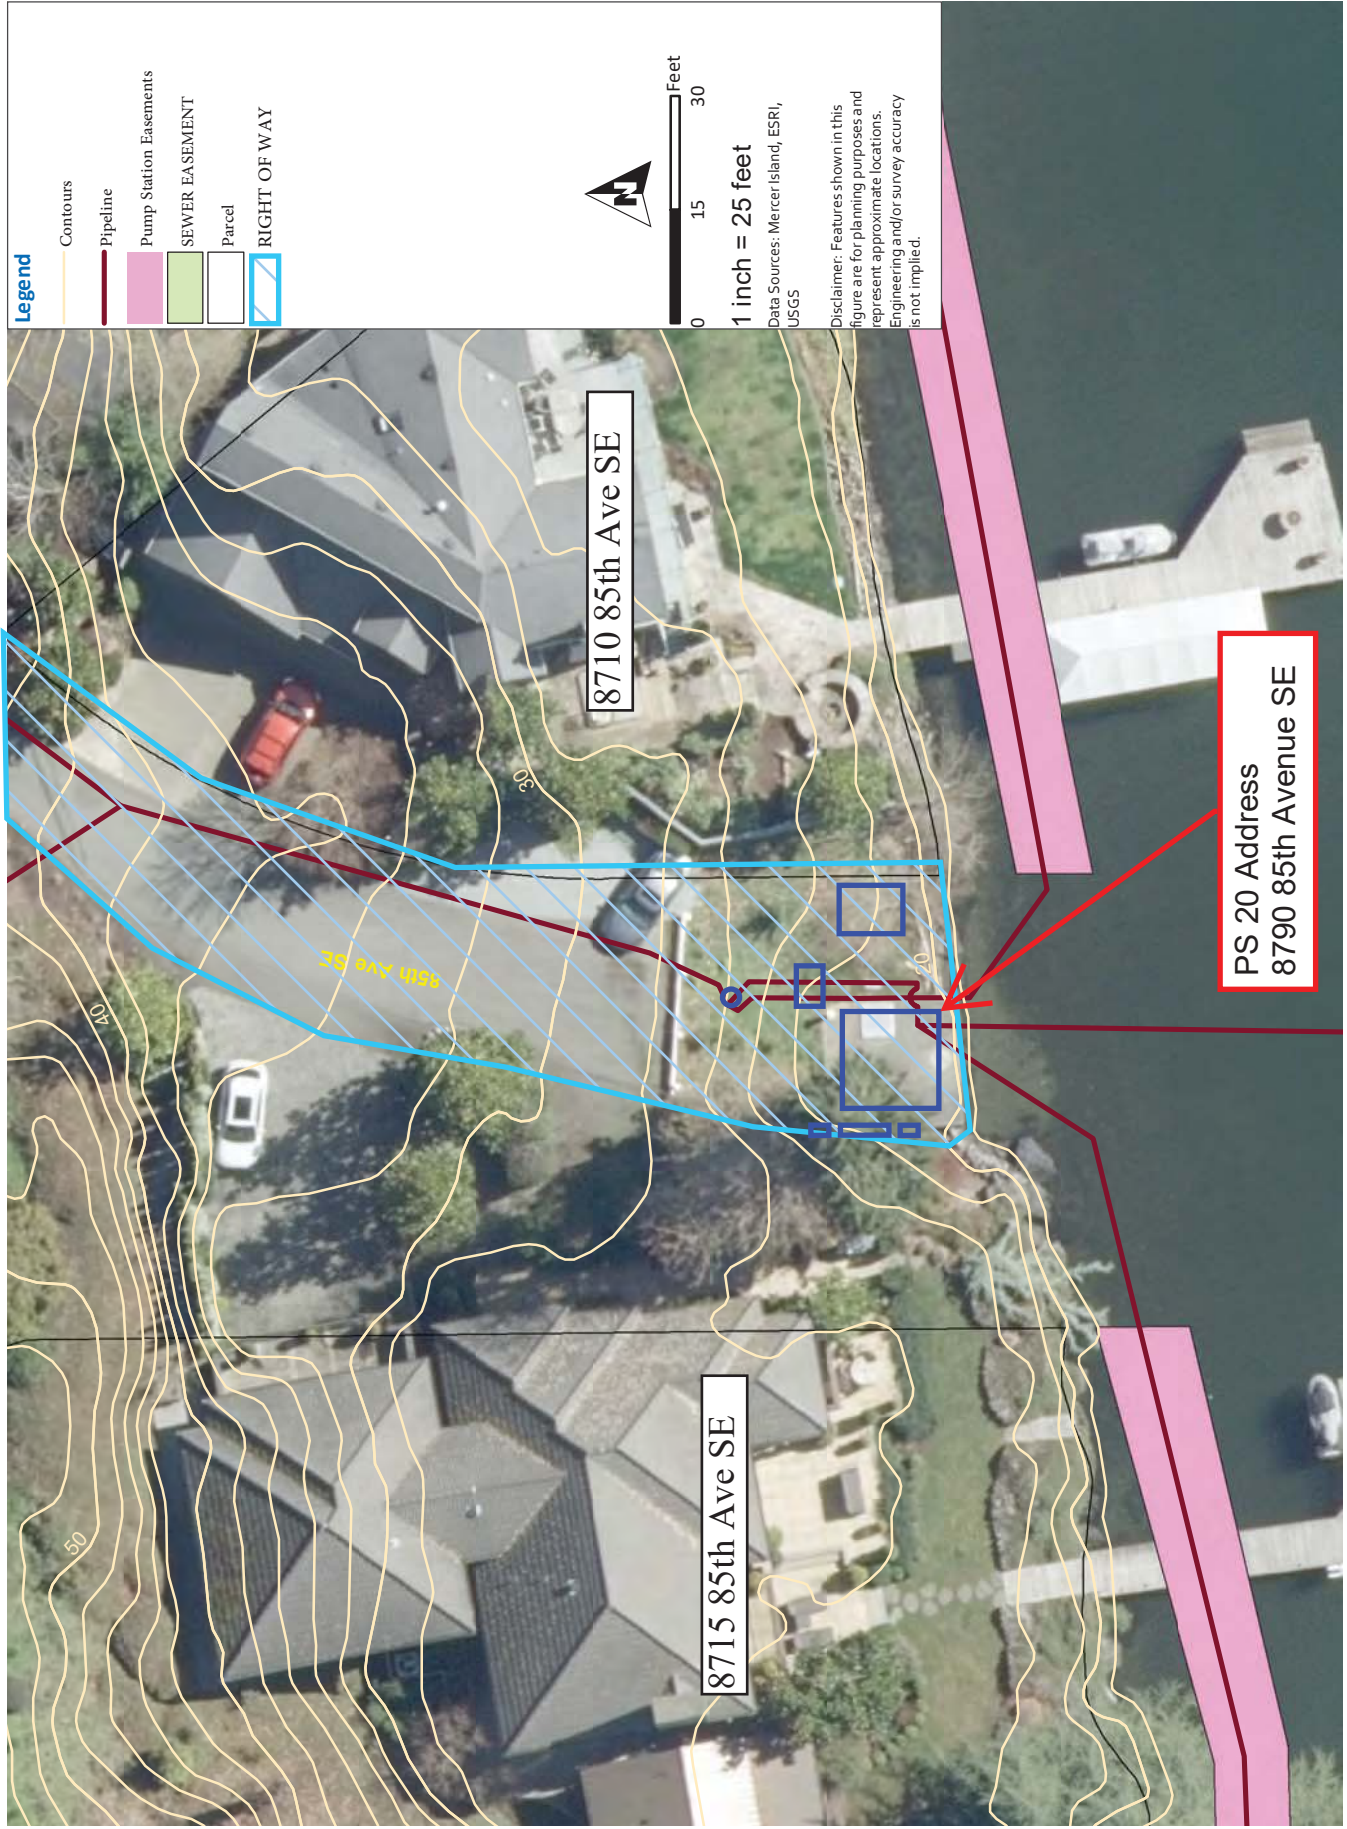 Legend
Contours
Pipeline
Pump Station Easements
SEWER EASEMENT
Parcel
RIGHT OF WAY
N
0 15 30 Feet
1 inch = 25 feet
Data Sources: Mercer Island, ESRI,
USGS
Disclaimer: Features shown in this
figure are for planning purposes and
represent approximate locations.
Engineering and/or survey accuracy
is not implied.
8710 85th Ave SE
8715 85th Ave SE
85th Ave SE
PS 20 Address
8790 85th Avenue SE
50
40
30
20